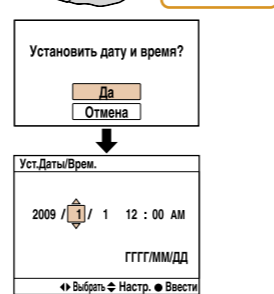 Установить дату и время?
Да
Отмена
Уст.Даты/Врем.
2009 / 1 / 1 12 : 00 AM
ГГГГ/ММ/ДД
Выбрать Настр. Ввести